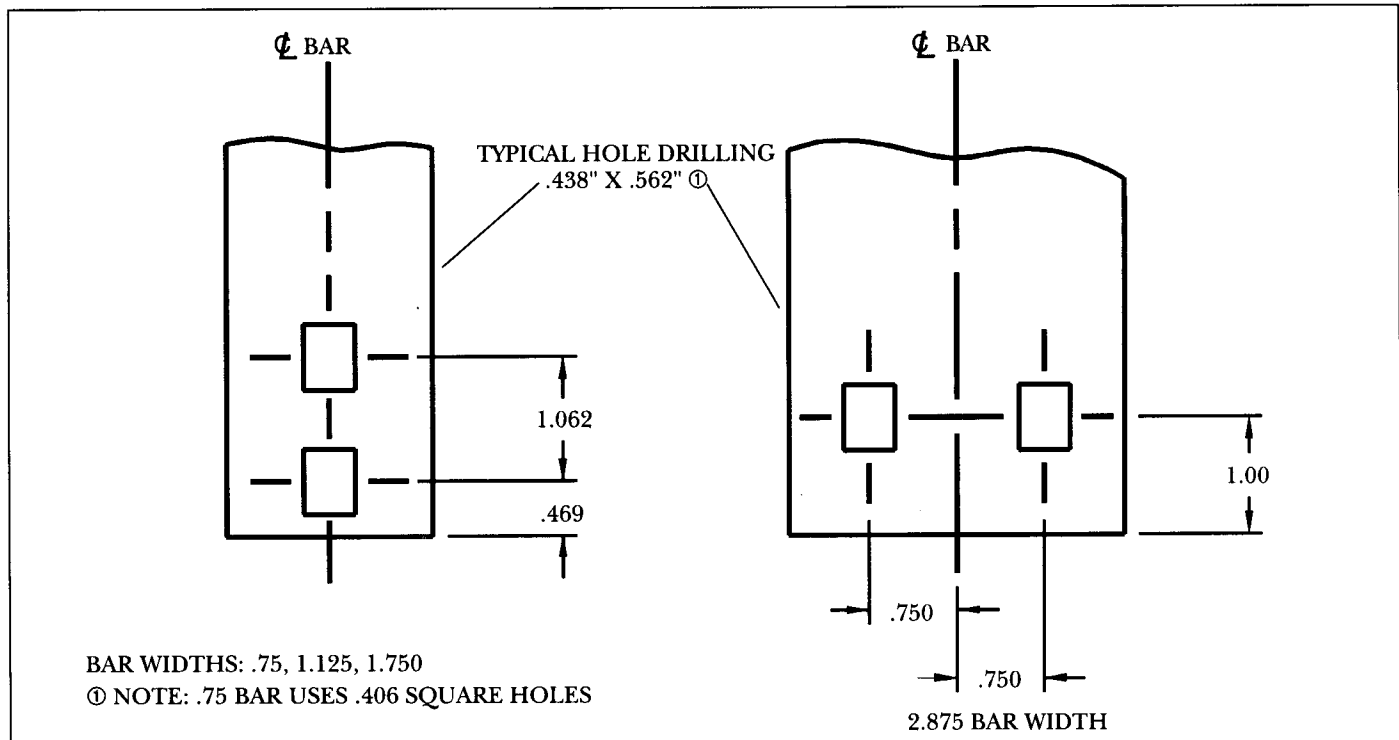 ℄ BAR
℄ BAR
TYPICAL HOLE DRILLING
.438" X .562" ①
1.062
.469
1.00
.750
.750
BAR WIDTHS: .75, 1.125, 1.750
① NOTE: .75 BAR USES .406 SQUARE HOLES
2.875 BAR WIDTH